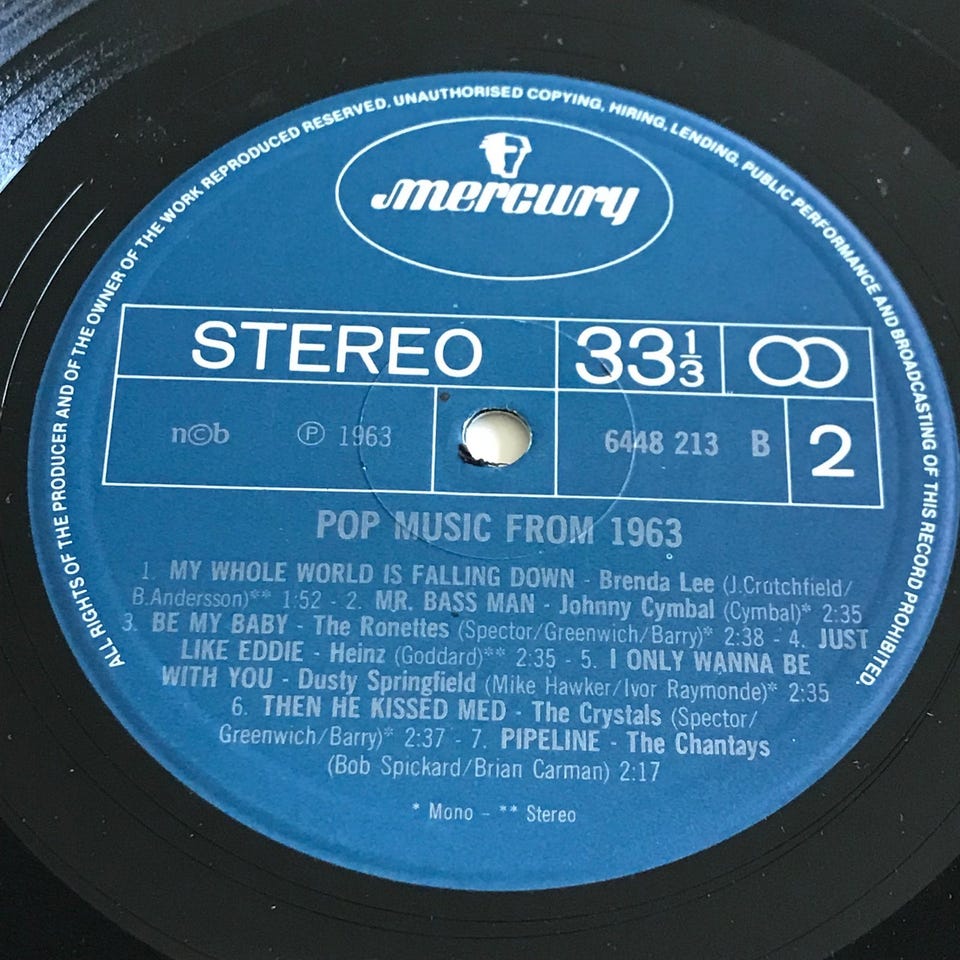 ALL RIGHTS OF THE PRODUCER AND OF THE OWNER OF THE WORK REPRODUCED RESERVED. UNAUTHORISED COPYING, HIRING, LENDING, PUBLIC PERFORMANCE AND BROADCASTING OF THIS RECORD PROHIBITED.
mercury
STEREO 33 1/3
n©b ℗ 1963 6448 213 B 2
POP MUSIC FROM 1963
1. MY WHOLE WORLD IS FALLING DOWN - Brenda Lee (J.Crutchfield/
B.Andersson)** 1:52 - 2. MR. BASS MAN - Johnny Cymbal (Cymbal)* 2:35
3. BE MY BABY - The Ronettes (Spector/Greenwich/Barry)* 2:38 - 4. JUST
LIKE EDDIE - Heinz (Goddard)** 2:35 - 5. I ONLY WANNA BE
WITH YOU - Dusty Springfield (Mike Hawker/Ivor Raymonde)* 2:35
6. THEN HE KISSED MED - The Crystals (Spector/
Greenwich/Barry)* 2:37 - 7. PIPELINE - The Chantays
(Bob Spickard/Brian Carman) 2:17
* Mono - ** Stereo